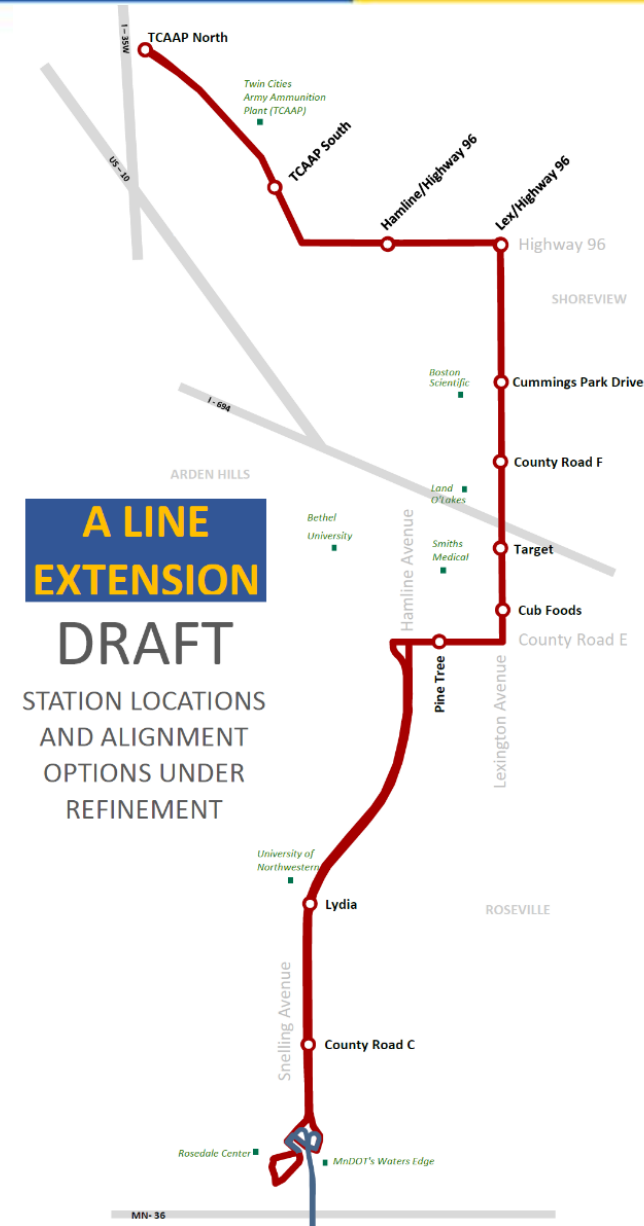 I – 35W
TCAAP North
Twin Cities
Army Ammunition
Plant (TCAAP)
US – 10
TCAAP South
Hamline/Highway 96
Lex/Highway 96
Highway 96
SHOREVIEW
Boston
Scientific
Cummings Park Drive
I - 694
County Road F
ARDEN HILLS
Land
O'Lakes
A LINE
EXTENSION
Bethel
University
Hamline Avenue
Smiths
Medical
Target
Cub Foods
DRAFT
County Road E
Pine Tree
Lexington Avenue
STATION LOCATIONS
AND ALIGNMENT
OPTIONS UNDER
REFINEMENT
University of
Northwestern
Lydia
ROSEVILLE
Snelling Avenue
County Road C
Rosedale Center
MnDOT's Waters Edge
MN- 36